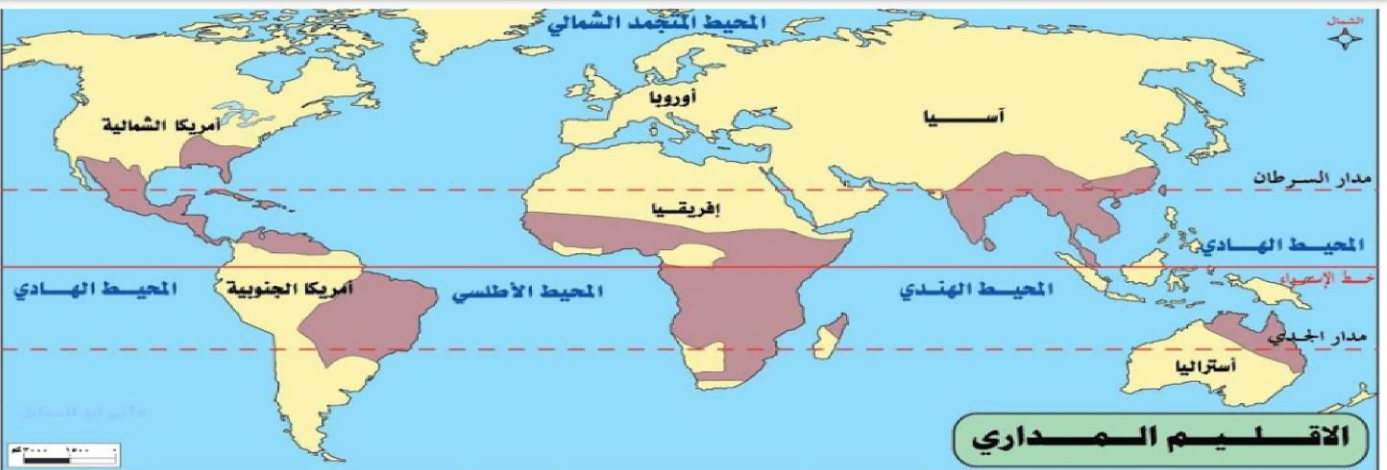 المحيط المتجمد الشمالي
الشمال
أوروبا
آسيا
أمريكا الشمالية
مدار السرطان
إفريقيا
المحيط الهادي
خط الإستواء
أمريكا الجنوبية
المحيط الهادي
المحيط الأطلسي
المحيط الهندي
مدار الجدي
أستراليا
الاقليم المداري